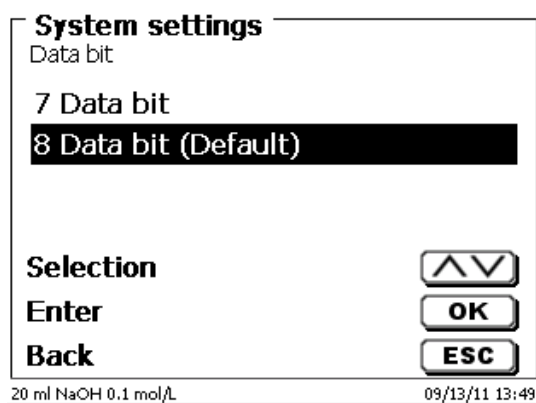 System settings
Data bit
7 Data bit
8 Data bit (Default)
Selection
Enter OK
Back ESC
20 ml NaOH 0.1 mol/L 09/13/11 13:49